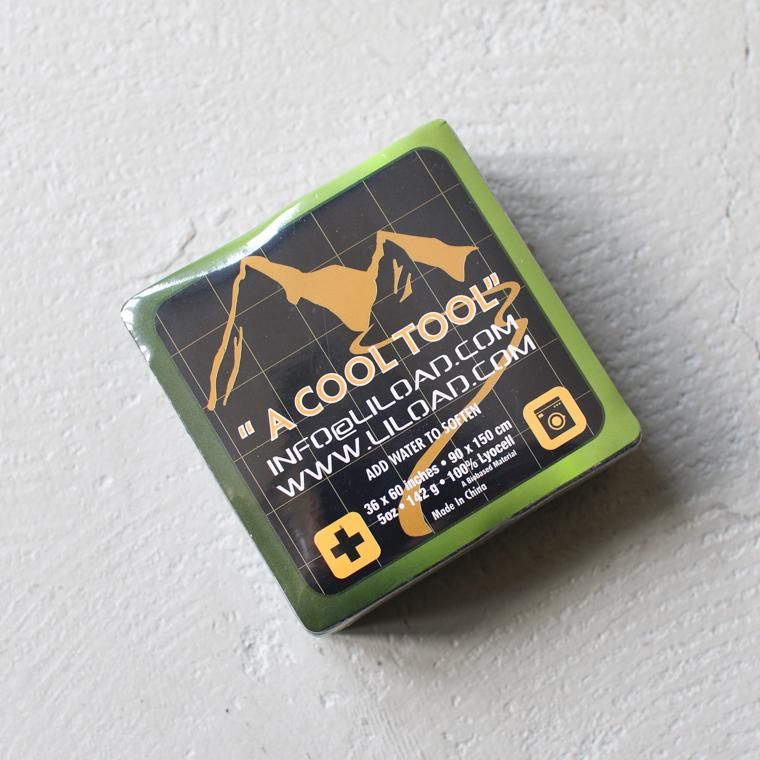 “ A COOL TOOL”
INFO@LILOAD.COM
WWW.LILOAD.COM
ADD WATER TO SOFTEN
36 x 60 inches • 90 x 150 cm
5oz • 142 g • 100% Lyocell
A Biobased Material
Made In China